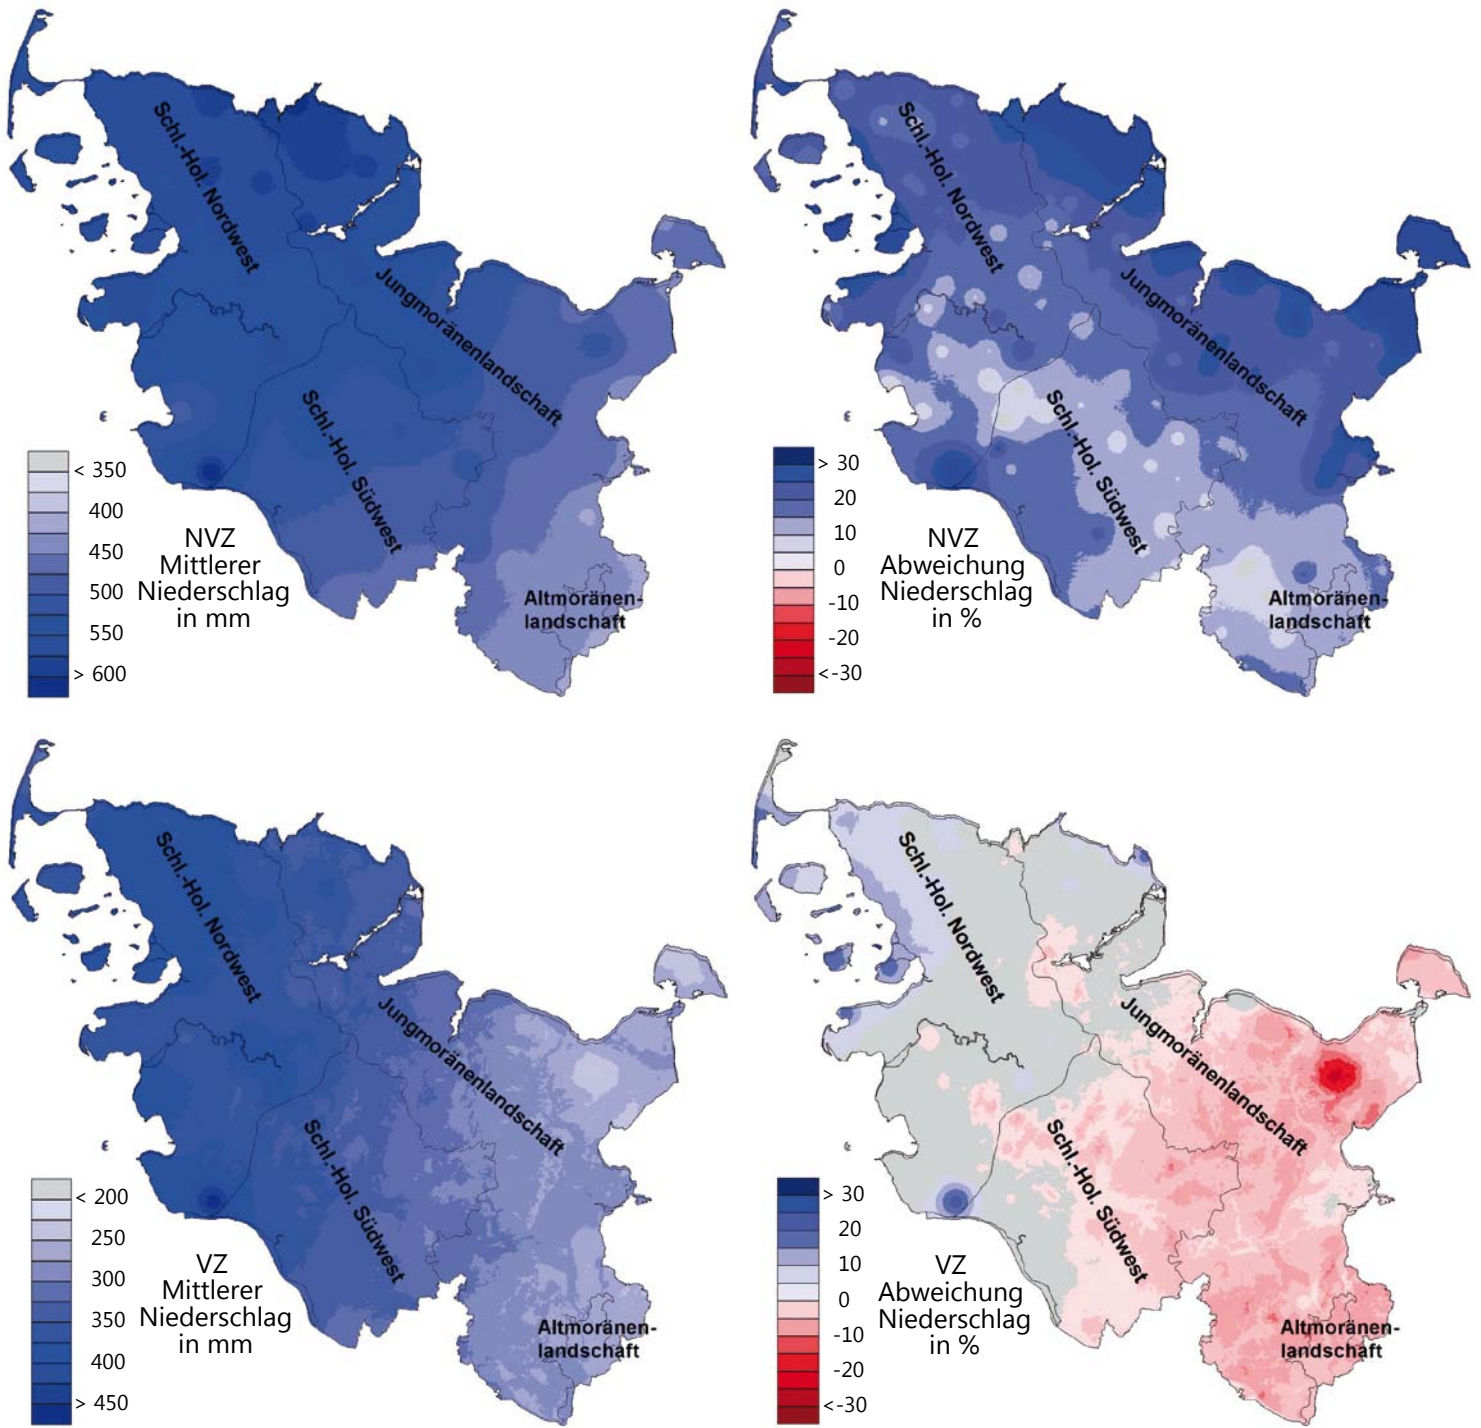 Schl.-Hol. Nordwest
Jungmoränenlandschaft
Schl.-Hol. Südwest
Altmoränen-
landschaft
< 350
400
450
500
550
> 600
NVZ
Mittlerer
Niederschlag
in mm
Schl.-Hol. Nordwest
Jungmoränenlandschaft
Schl.-Hol. Südwest
Altmoränen-
landschaft
> 30
20
10
0
-10
-20
<-30
NVZ
Abweichung
Niederschlag
in %
Schl.-Hol. Nordwest
Jungmoränenlandschaft
Schl.-Hol. Südwest
Altmoränen-
landschaft
< 200
250
300
350
400
> 450
VZ
Mittlerer
Niederschlag
in mm
Schl.-Hol. Nordwest
Jungmoränenlandschaft
Schl.-Hol. Südwest
Altmoränen-
landschaft
> 30
20
10
0
-10
-20
<-30
VZ
Abweichung
Niederschlag
in %